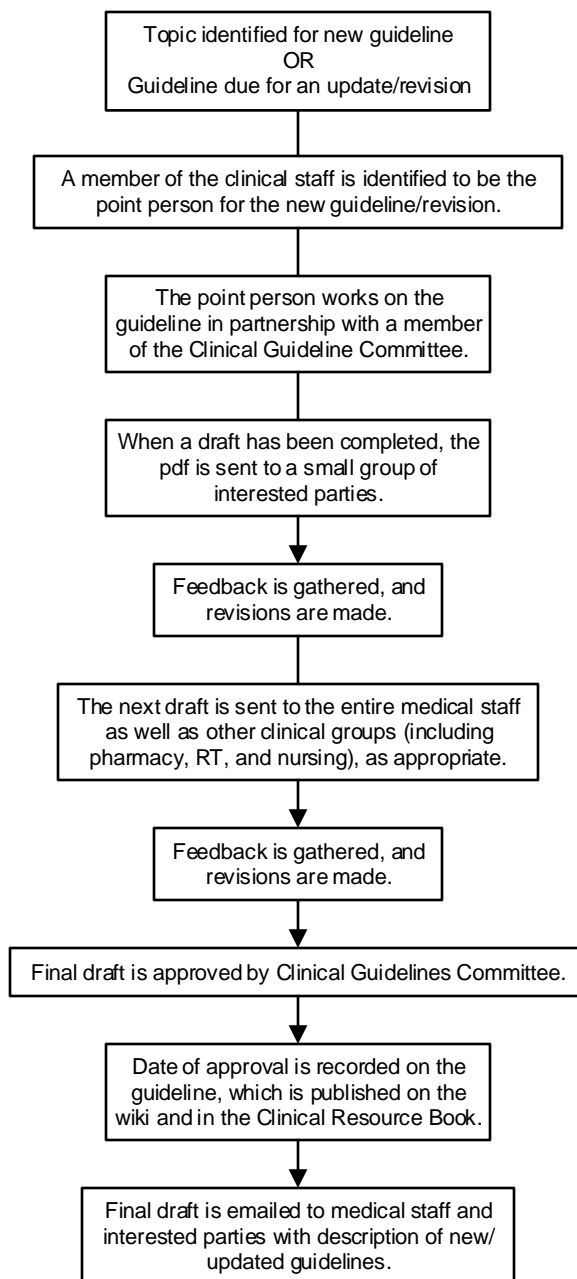 Topic identified for new guideline
OR
Guideline due for an update/revision
A member of the clinical staff is identified to be the
point person for the new guideline/revision.
The point person works on the
guideline in partnership with a member
of the Clinical Guideline Committee.
When a draft has been completed, the
pdf is sent to a small group of
interested parties.
Feedback is gathered, and
revisions are made.
The next draft is sent to the entire medical staff
as well as other clinical groups (including
pharmacy, RT, and nursing), as appropriate.
Feedback is gathered, and
revisions are made.
Final draft is approved by Clinical Guidelines Committee.
Date of approval is recorded on the
guideline, which is published on the
wiki and in the Clinical Resource Book.
Final draft is emailed to medical staff and
interested parties with description of new/
updated guidelines.